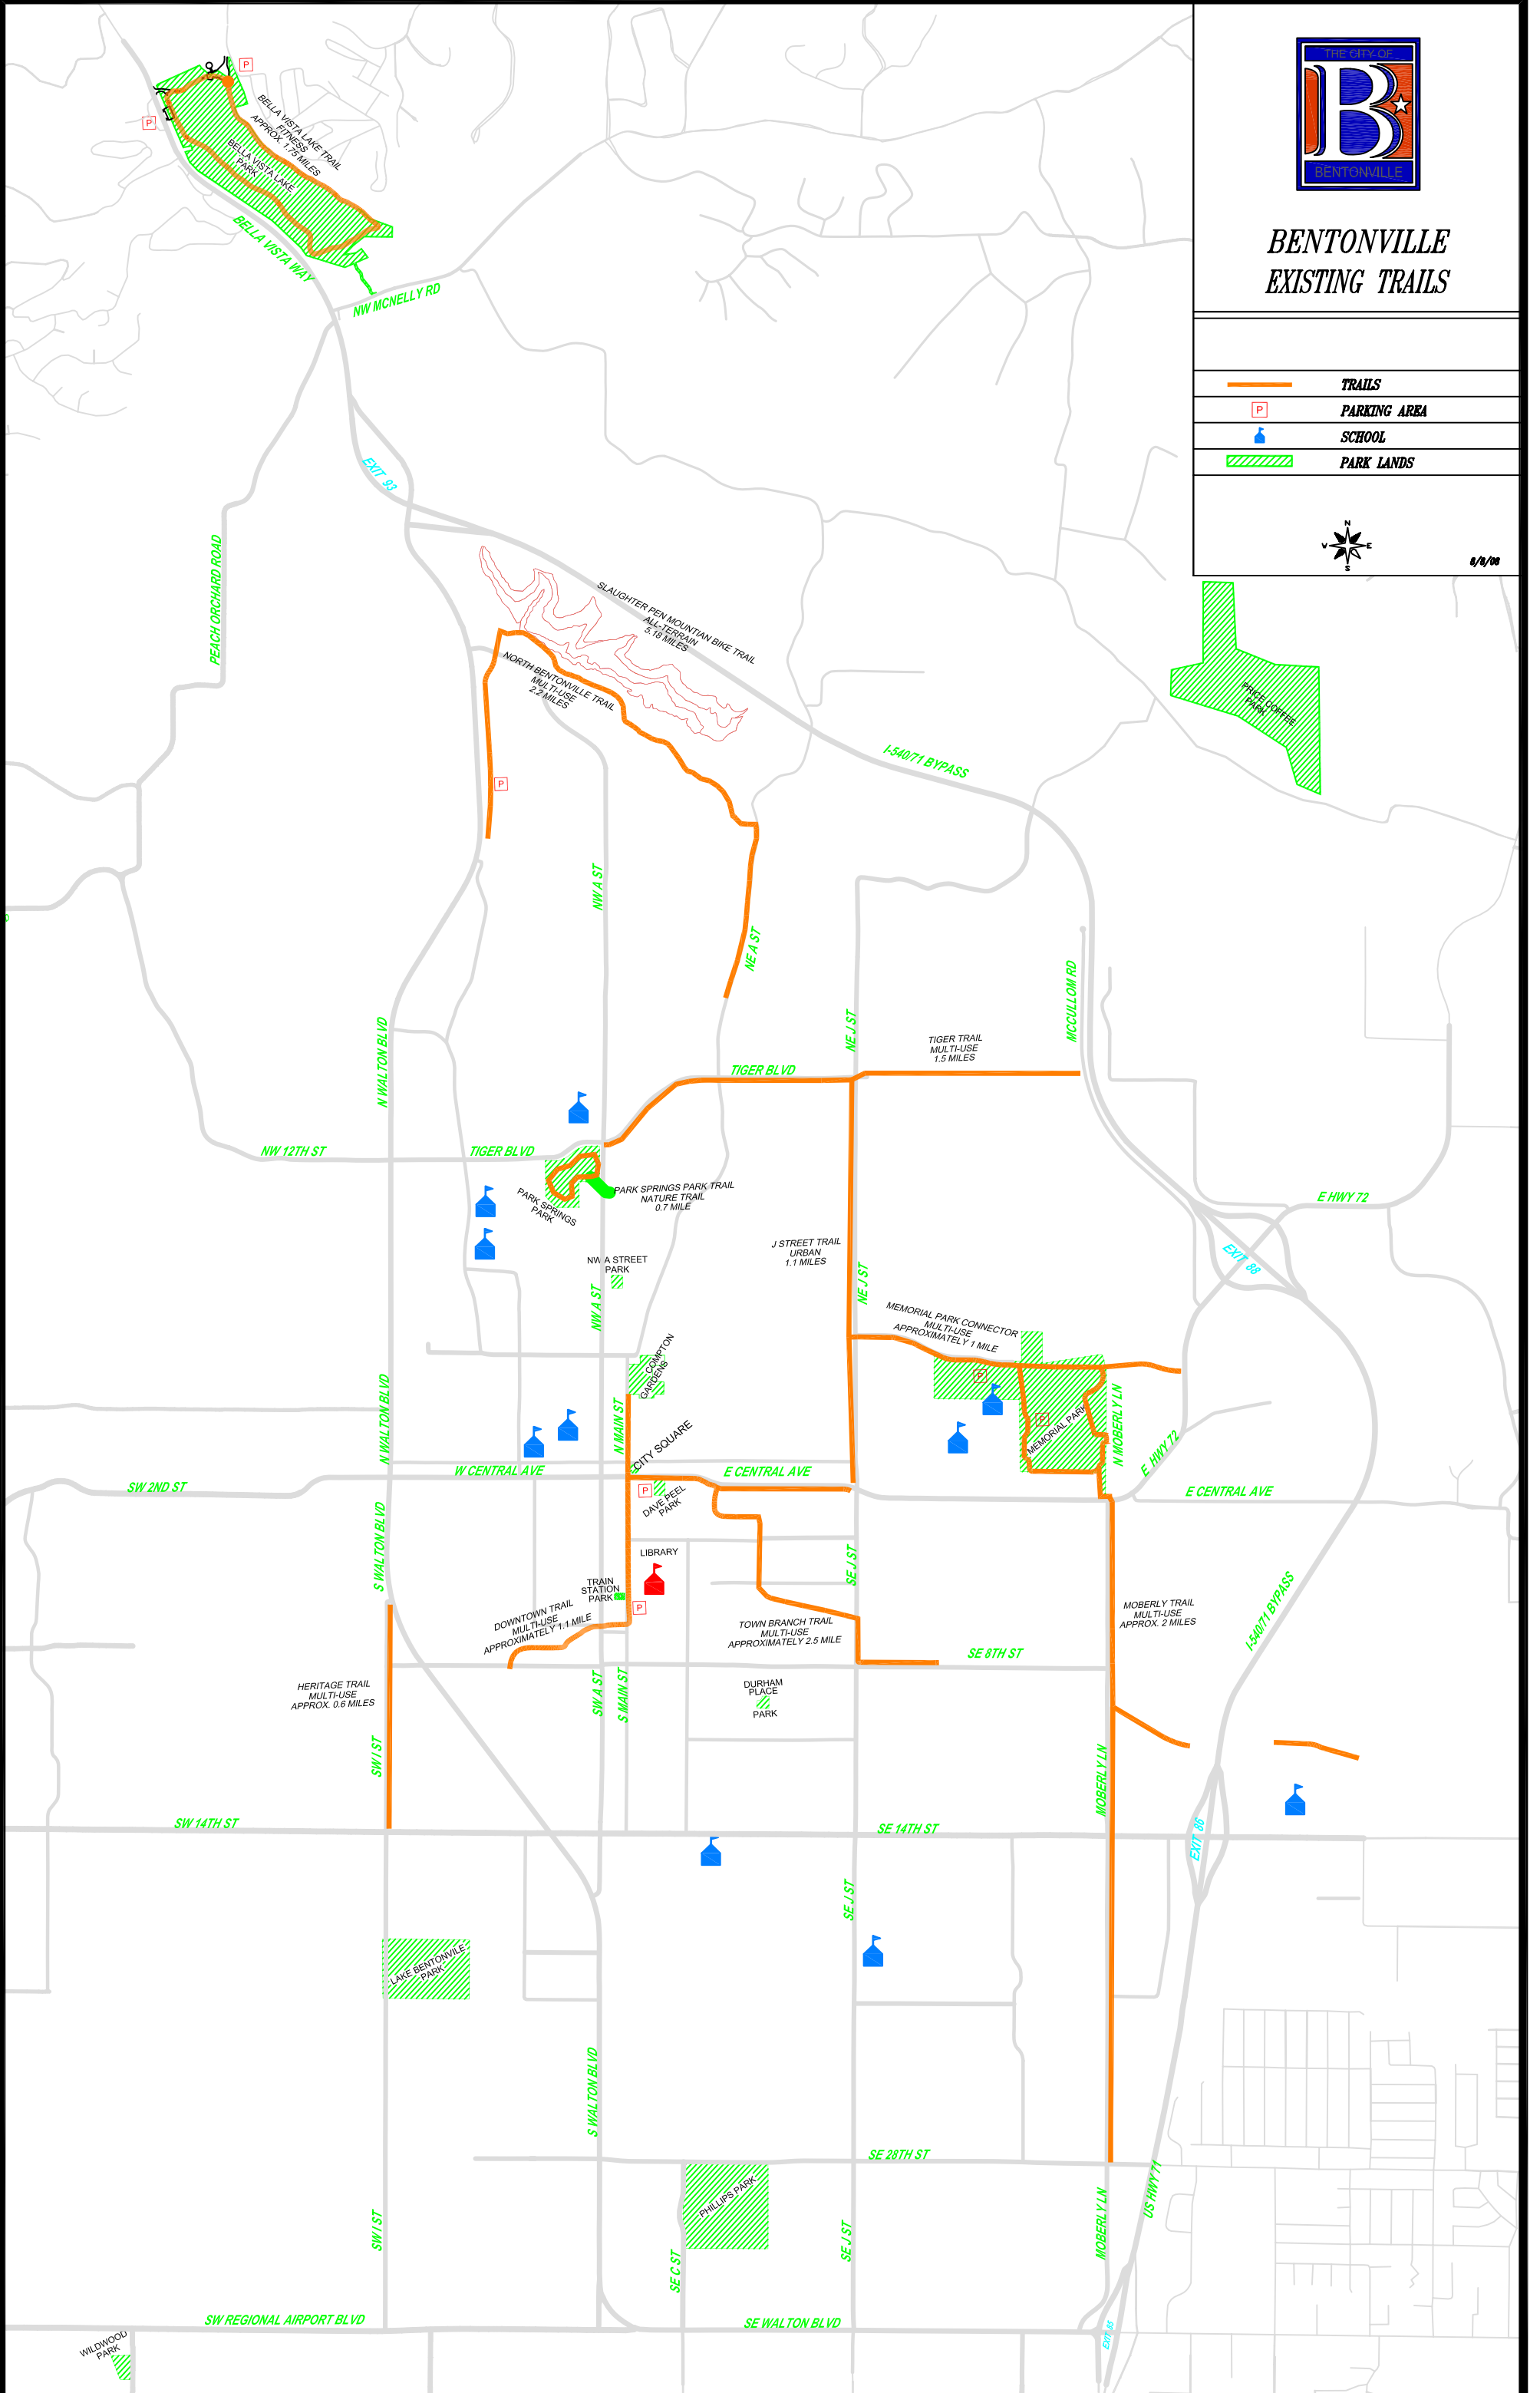 THE CITY OF
B
BENTONVILLE
BENTONVILLE
EXISTING TRAILS
TRAILS
P
PARKING AREA
SCHOOL
PARK LANDS
N
W
E
S
P
P
BELLA VISTA LAKE TRAIL
FITNESS
APPROX. 1.75 MILES
BELLA VISTA LAKE
PARK
BELLA VISTA WAY
NW MCNELLY RD
EXIT 93
PEACH ORCHARD ROAD
SLAUGHTER PEN MOUNTIAN BIKE TRAIL
ALL-TERRAIN
5.18 MILES
NORTH BENTONVILLE TRAIL
MULTI-USE
2.2 MILES
PRICE COFFEE
PARK
I-540/71 BYPASS
P
NW A ST
NE A ST
MCCULLOM RD
N WALTON BLVD
NE J ST
TIGER TRAIL
MULTI-USE
1.5 MILES
TIGER BLVD
NW 12TH ST
TIGER BLVD
PARK SPRINGS PARK TRAIL
NATURE TRAIL
0.7 MILE
PARK SPRINGS
PARK
E HWY 72
J STREET TRAIL
URBAN
1.1 MILES
EXIT 88
NW A STREET
PARK
NW A ST
NE J ST
MEMORIAL PARK CONNECTOR
MULTI-USE
APPROXIMATELY 1 MILE
COMPTON
GARDENS
P
P
MEMORIAL PARK
N MOBERLY LN
N WALTON BLVD
N MAIN ST
CITY SQUARE
E HWY 72
W CENTRAL AVE
E CENTRAL AVE
SW 2ND ST
P
DAVE PEEL
PARK
E CENTRAL AVE
S WALTON BLVD
LIBRARY
SE J ST
TRAIN
STATION
PARK
P
DOWNTOWN TRAIL
MULTI-USE
APPROXIMATELY 1.1 MILE
TOWN BRANCH TRAIL
MULTI-USE
APPROXIMATELY 2.5 MILE
MOBERLY TRAIL
MULTI-USE
APPROX. 2 MILES
I-540/71 BYPASS
SE 8TH ST
HERITAGE TRAIL
MULTI-USE
APPROX. 0.6 MILES
SW A ST
S MAIN ST
DURHAM
PLACE
PARK
SW I ST
MOBERLY LN
SW 14TH ST
SE 14TH ST
EXIT 86
SE J ST
LAKE BENTONVILE
PARK
S WALTON BLVD
SE 28TH ST
PHILLIPS PARK
US HWY 71
SW I ST
SE C ST
SE J ST
MOBERLY LN
SW REGIONAL AIRPORT BLVD
SE WALTON BLVD
EXIT 85
WILDWOOD
PARK